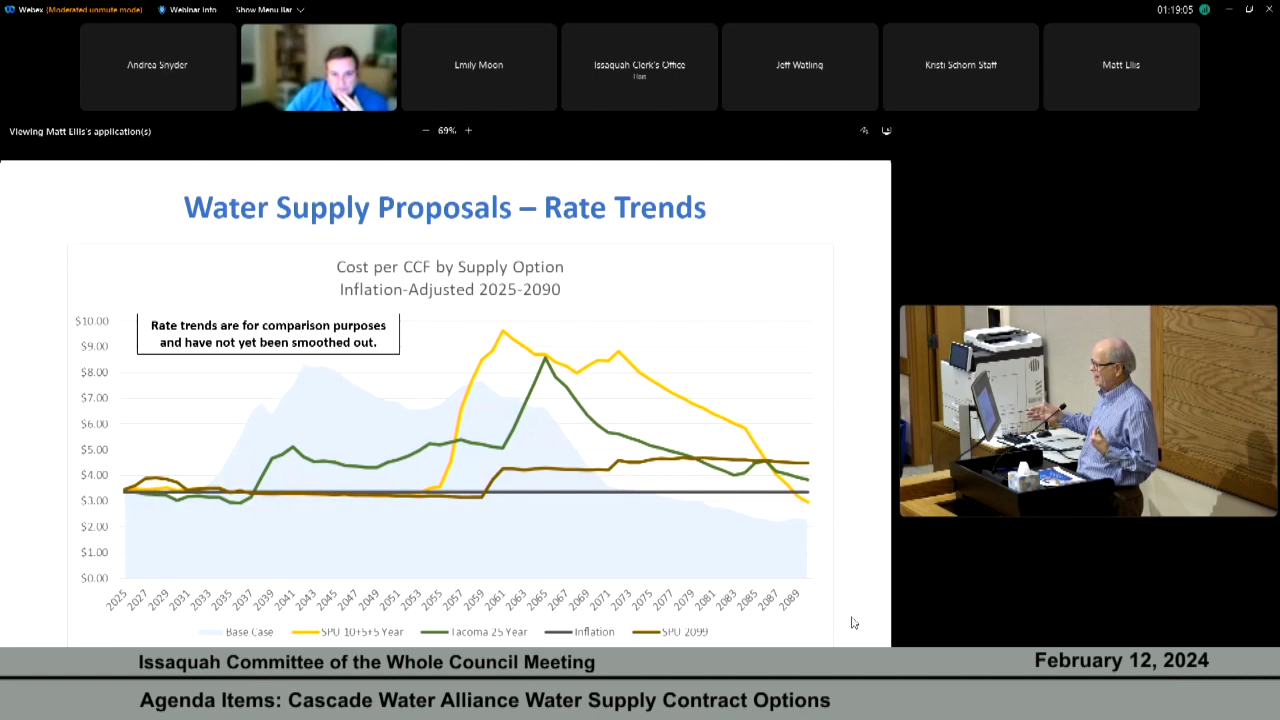 Webex (Moderated unmute mode) Webinar Info Show Menu Bar 01:19:05
Andrea Snyder
Emily Moon
Issaquah Clerk's Office
Host
Jeff Watling
Kristi Schorn Staff
Matt Ellis
Viewing Matt Ellis's application(s) − 69% +
Water Supply Proposals – Rate Trends
Cost per CCF by Supply Option
Inflation-Adjusted 2025-2090
Rate trends are for comparison purposes
and have not yet been smoothed out.
$10.00
$9.00
$8.00
$7.00
$6.00
$5.00
$4.00
$3.00
$2.00
$1.00
$0.00
2025 2027 2029 2031 2033 2035 2037 2039 2041 2043 2045 2047 2049 2051 2053 2055 2057 2059 2061 2063 2065 2067 2069 2071 2073 2075 2077 2079 2081 2083 2085 2087 2089
Base Case SPU 10+5+5 Year Tacoma 25 Year Inflation SPU 2099
Issaquah Committee of the Whole Council Meeting February 12, 2024
Agenda Items: Cascade Water Alliance Water Supply Contract Options